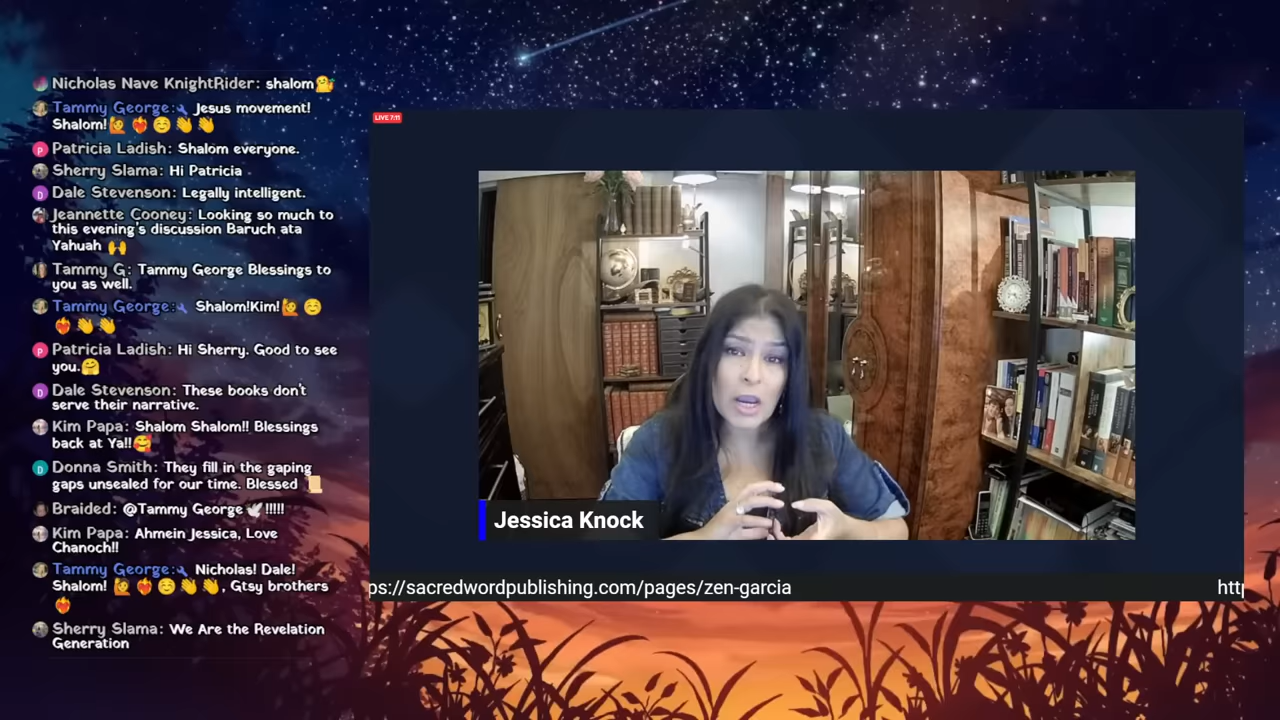 Nicholas Nave KnightRider: shalom
Tammy George: Jesus movement!
Shalom!🙋❤️‍🔥☺️👏👏
Patricia Ladish: Shalom everyone.
Sherry Slama: Hi Patricia
Dale Stevenson: Legally intelligent.
Jeannette Cooney: Looking so much to
this evening's discussion Baruch ata
Yahuah 🙌
Tammy G: Tammy George Blessings to
you as well.
Tammy George: Shalom!Kim!🙋☺️
❤️‍🔥👏👏
Patricia Ladish: Hi Sherry. Good to see
you.🤗
Dale Stevenson: These books don't
serve their narrative.
Kim Papa: Shalom Shalom!! Blessings
back at Ya!!🥰
Donna Smith: They fill in the gaping
gaps unsealed for our time. Blessed 📜
Braided: @Tammy George🕊️!!!!!
Kim Papa: Ahmein Jessica, Love
Chanoch!!
Tammy George: Nicholas! Dale!
Shalom! 🙋❤️‍🔥☺️👏👏, Gtsy brothers
❤️‍🔥
Sherry Slama: We Are the Revelation
Generation
LIVE 7:11
Jessica Knock
ps://sacredwordpublishing.com/pages/zen-garcia
http